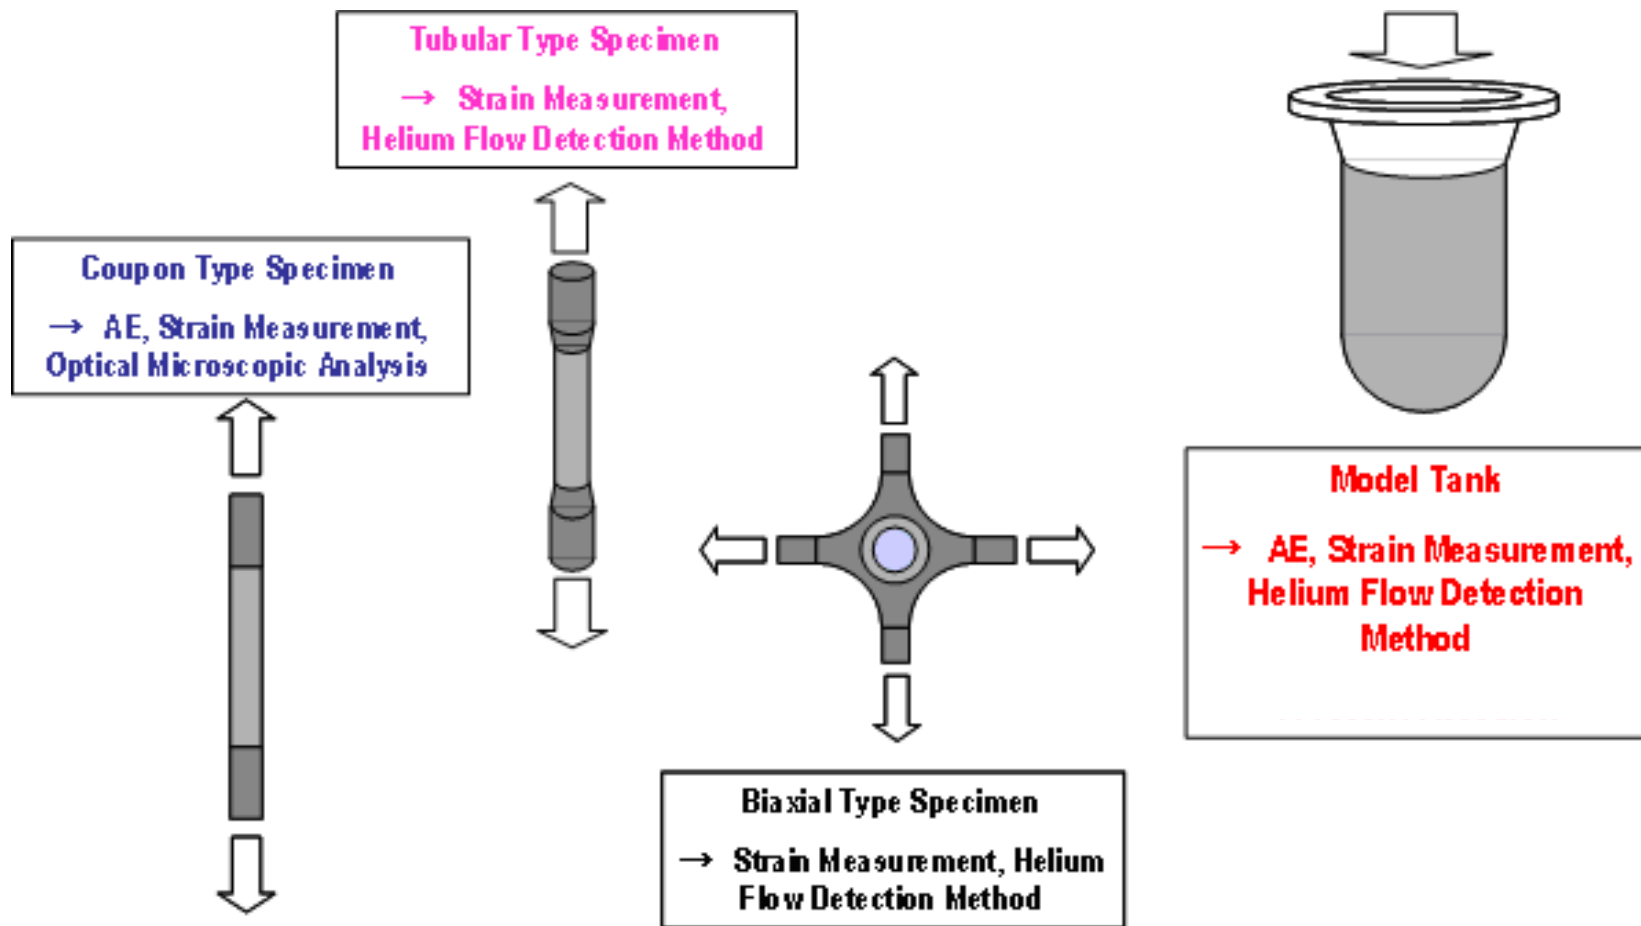 Tubular Type Specimen
→ Strain Measurement,
Helium Flow Detection Method
Coupon Type Specimen
→ AE, Strain Measurement,
Optical Microscopic Analysis
Model Tank
→ AE, Strain Measurement,
Helium Flow Detection
Method
Biaxial Type Specimen
→ Strain Measurement, Helium
Flow Detection Method